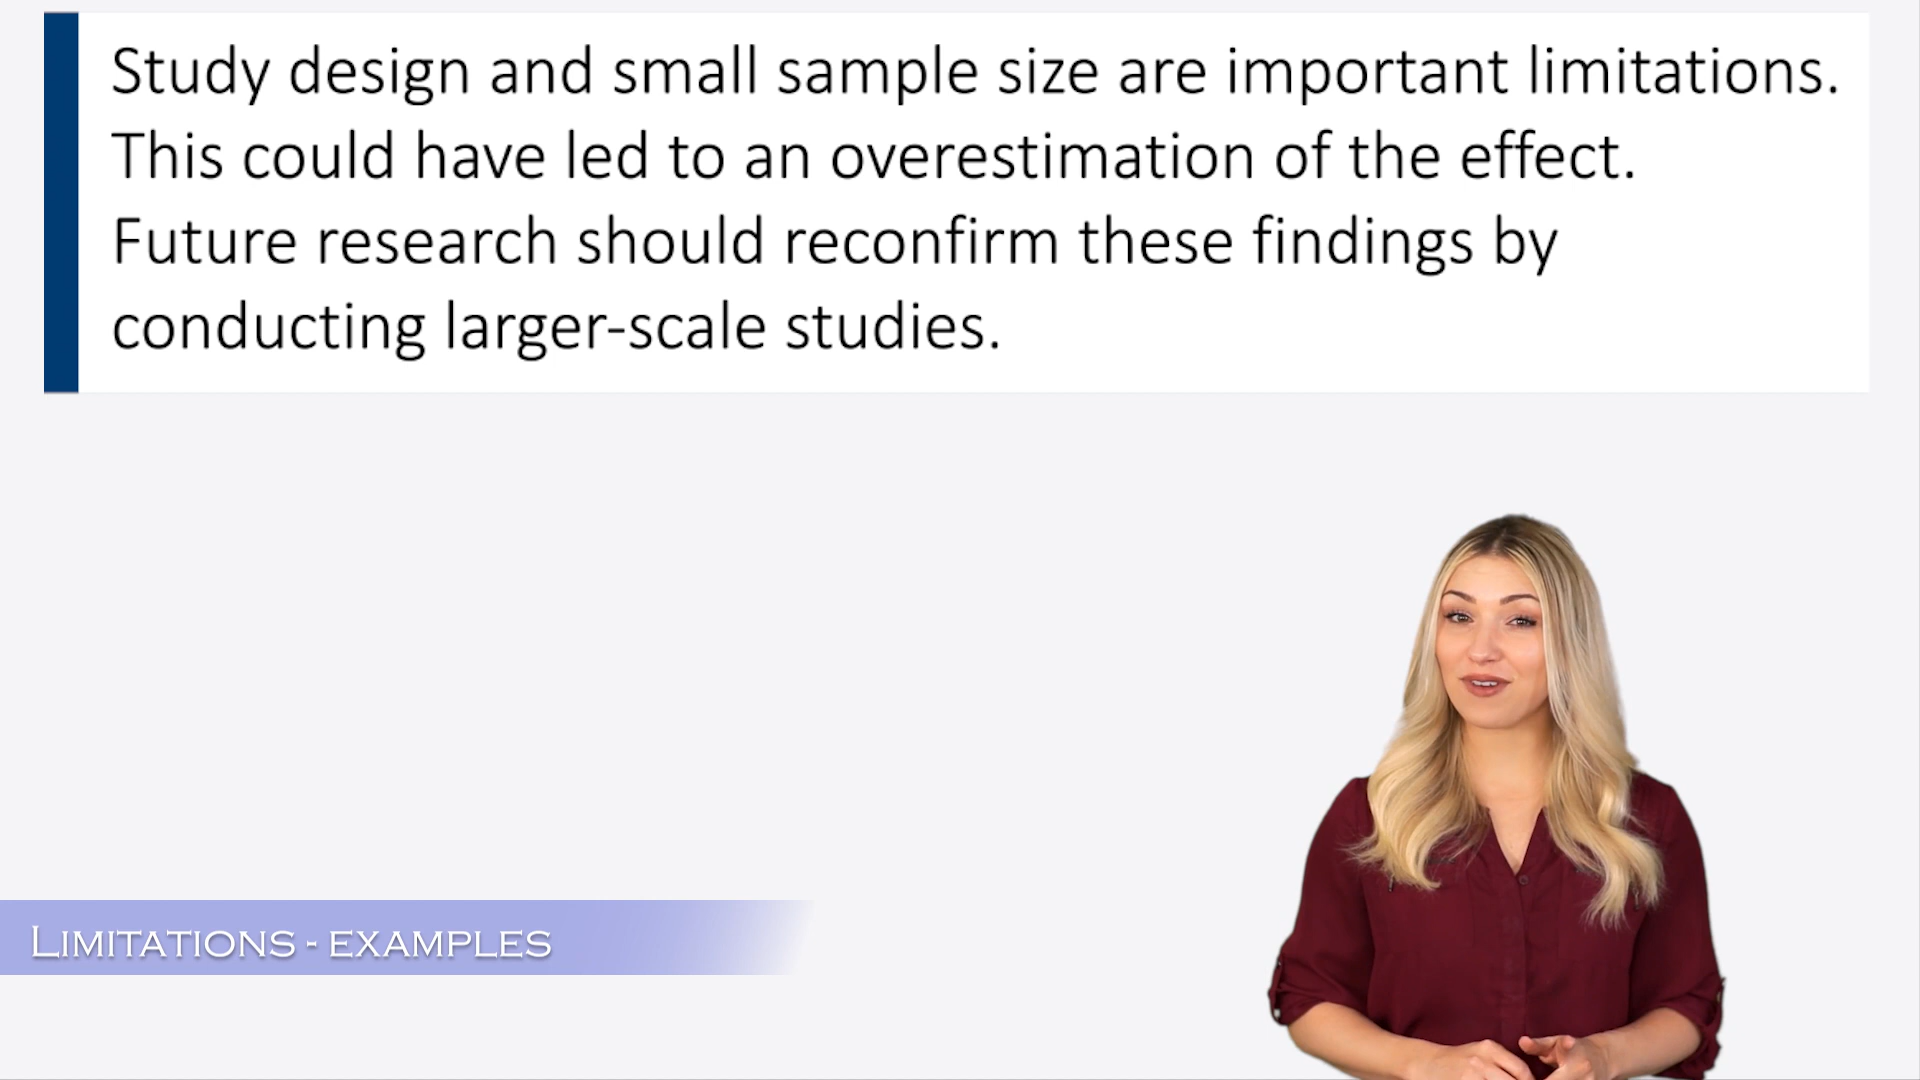 Study design and small sample size are important limitations.
This could have led to an overestimation of the effect.
Future research should reconfirm these findings by
conducting larger-scale studies.
Limitations - examples